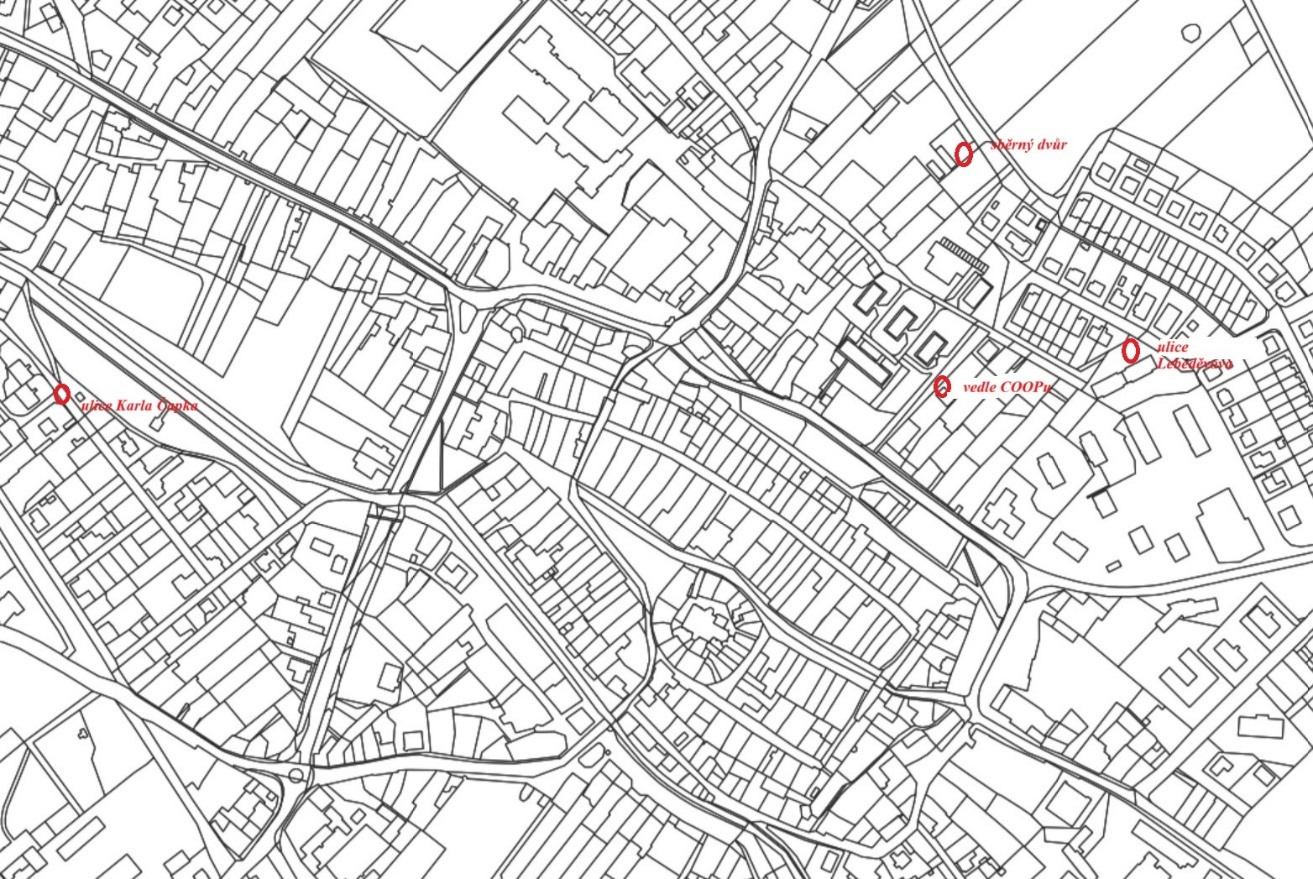 sběrný dvůr
ulice
Lebeděvova
vedle COOPu
ulice Karla Čapka